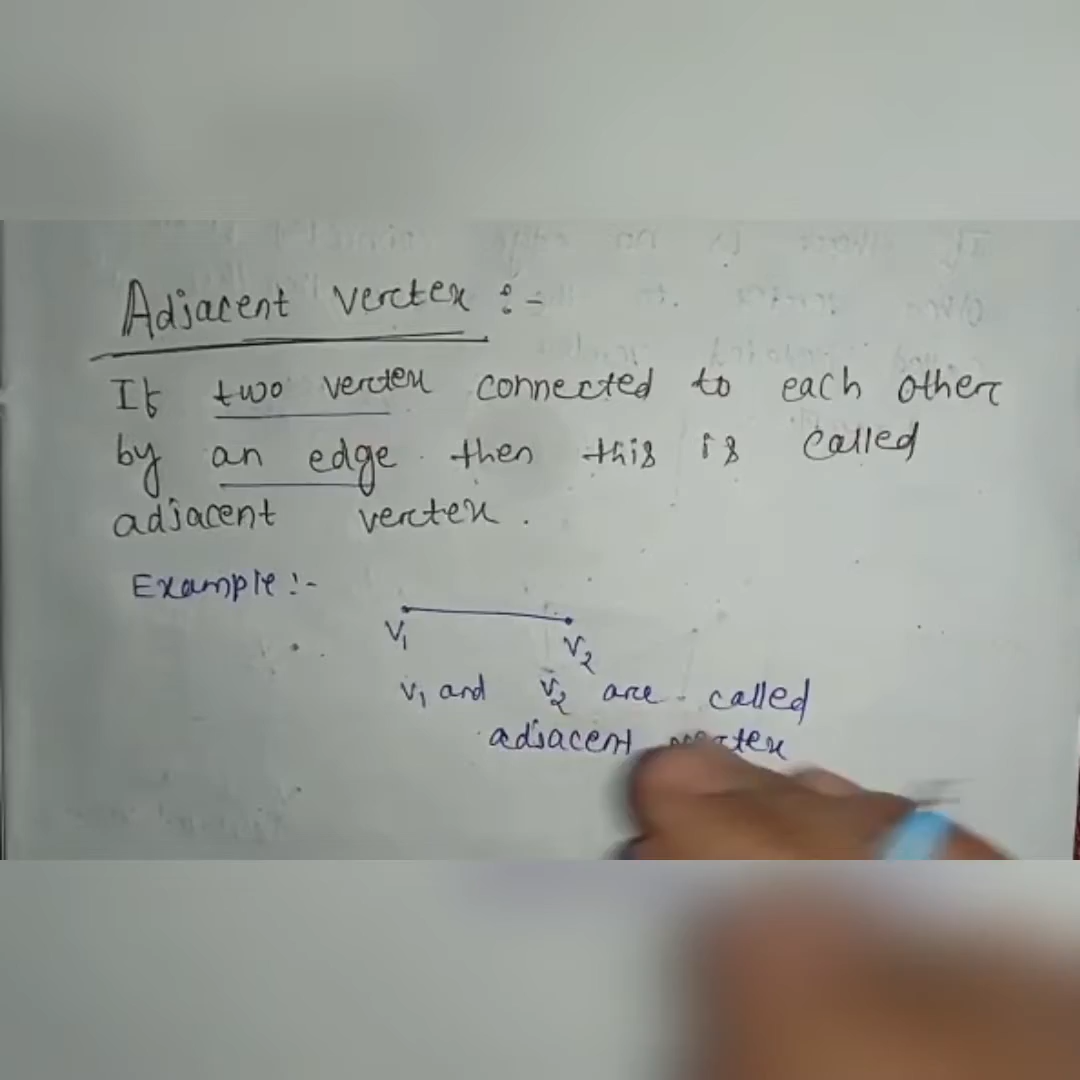 Adjacent vertex :-
If two vertex connected to each other
by an edge then this is called
adjacent vertex.
Example :-
V1 V2
V1 and V2 are called
adjacent vertex